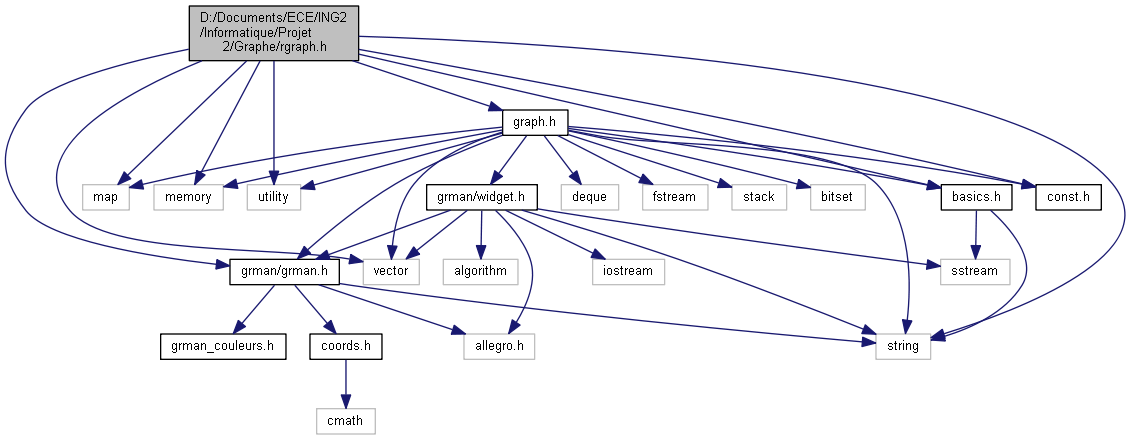 D:/Documents/ECE/ING2
/Informatique/Projet
2/Graphe/rgraph.h
graph.h
map
memory
utility
grman/widget.h
deque
fstream
stack
bitset
basics.h
const.h
grman/grman.h
vector
algorithm
iostream
sstream
grman_couleurs.h
coords.h
allegro.h
string
cmath